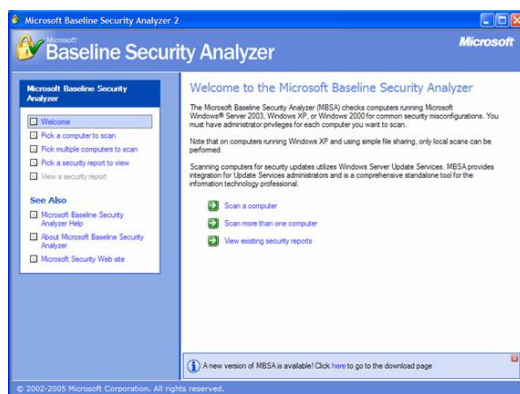 Microsoft Baseline Security Analyzer 2
Microsoft
Baseline Security Analyzer
Microsoft
Microsoft Baseline Security
Analyzer
Welcome
Pick a computer to scan
Pick multiple computers to scan
Pick a security report to view
View a security report
See Also
Microsoft Baseline Security
Analyzer Help
About Microsoft Baseline Security
Analyzer
Microsoft Security Web site
Welcome to the Microsoft Baseline Security Analyzer
The Microsoft Baseline Security Analyzer (MBSA) checks computers running Microsoft
Windows® Server 2003, Windows XP, or Windows 2000 for common security misconfigurations. You
must have administrator privileges for each computer you want to scan.
Note that on computers running Windows XP and using simple file sharing, only local scans can be
performed.
Scanning computers for security updates utilizes Windows Server Update Services. MBSA provides
integration for Update Services administrators and is a comprehensive standalone tool for the
information technology professional.
Scan a computer
Scan more than one computer
View existing security reports
A new version of MBSA is available! Click here to go to the download page
© 2002-2005 Microsoft Corporation. All rights reserved.